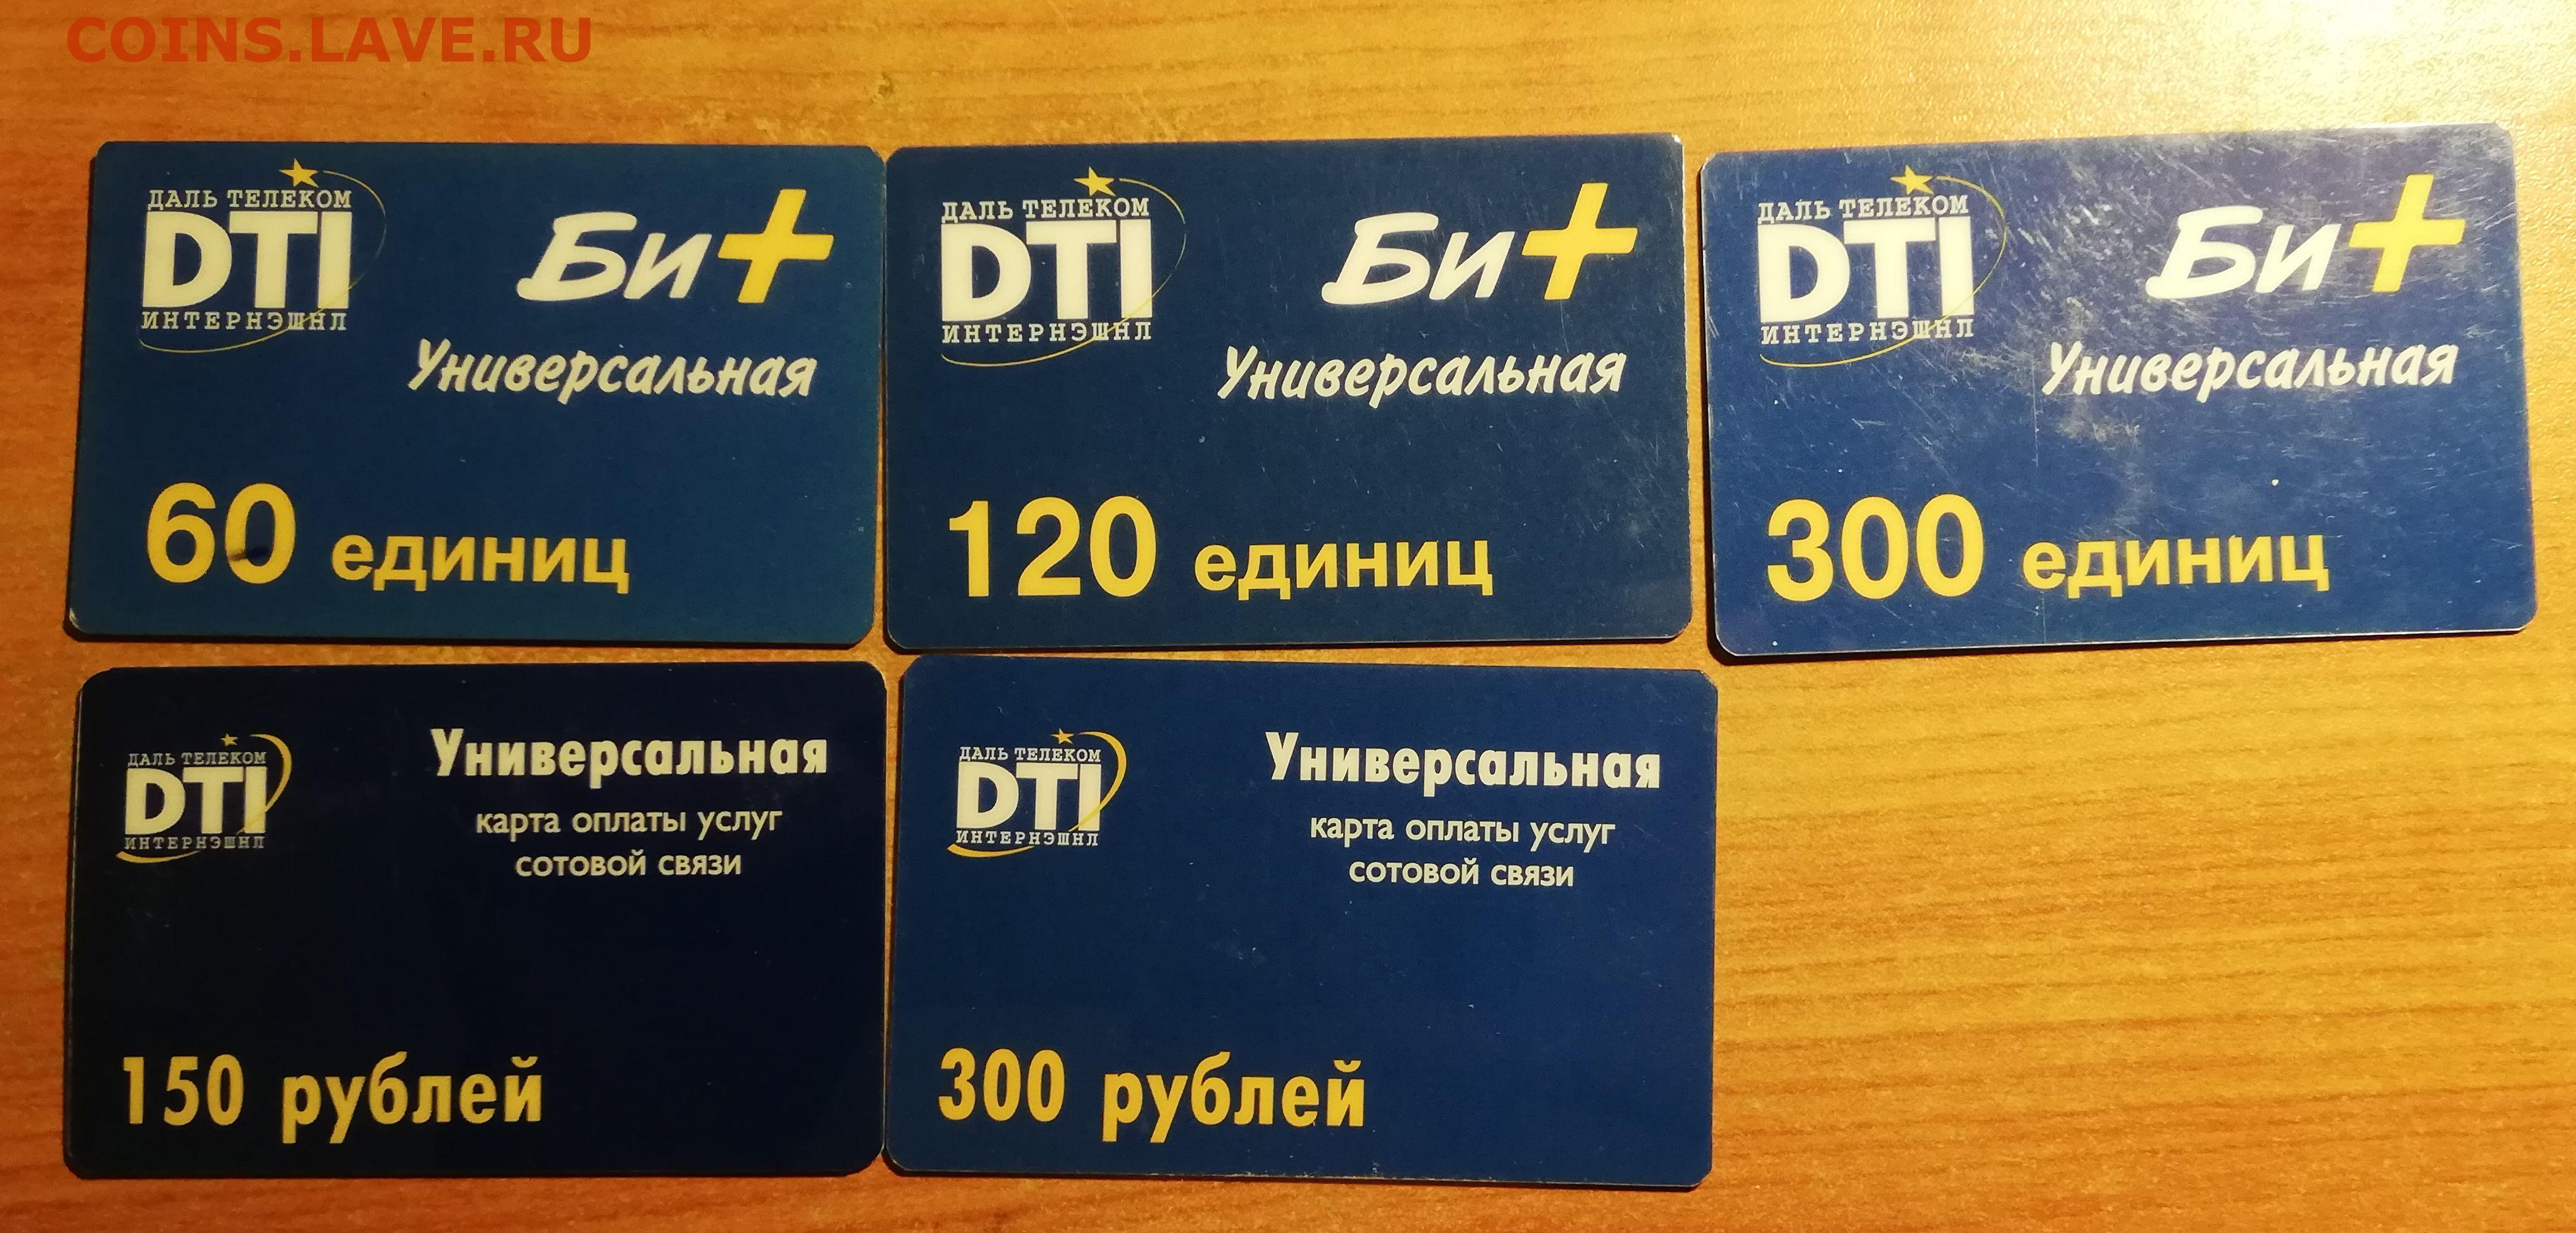 COINS.LAVE.RU
ДАЛЬ ТЕЛЕКОМ
DTI
ИНТЕРНЭШНЛ
Би+
Универсальная
60 единиц
ДАЛЬ ТЕЛЕКОМ
DTI
ИНТЕРНЭШНЛ
Би+
Универсальная
120 единиц
ДАЛЬ ТЕЛЕКОМ
DTI
ИНТЕРНЭШНЛ
Би+
Универсальная
300 единиц
ДАЛЬ ТЕЛЕКОМ
DTI
ИНТЕРНЭШНЛ
Универсальная
карта оплаты услуг
сотовой связи
150 рублей
ДАЛЬ ТЕЛЕКОМ
DTI
ИНТЕРНЭШНЛ
Универсальная
карта оплаты услуг
сотовой связи
300 рублей